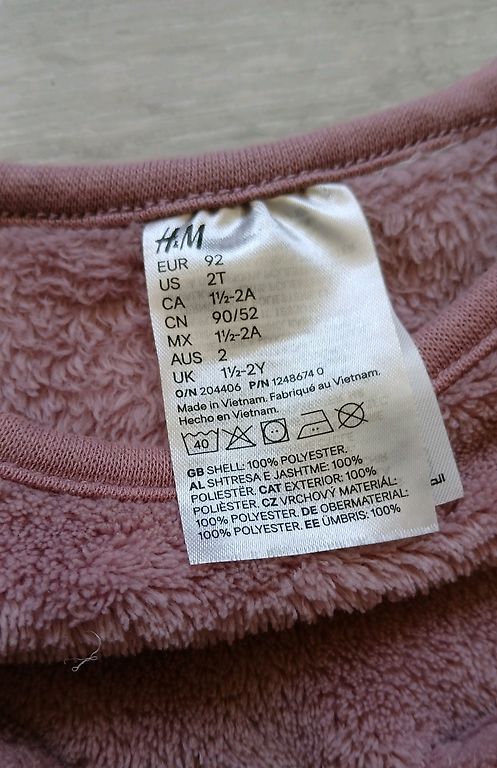 H&M
EUR 92
US 2T
CA 1½-2A
CN 90/52
MX 1½-2A
AUS 2
UK 1½-2Y
O/N 204406 P/N 1248674 0
Made in Vietnam. Fabriqué au Vietnam.
Hecho en Vietnam.
40
GB SHELL: 100% POLYESTER.
AL SHTRESA E JASHTME: 100%
POLIESTËR. CAT EXTERIOR: 100%
POLIÈSTER. CZ VRCHOVÝ MATERIÁL:
100% POLYESTER. DE OBERMATERIAL:
100% POLYESTER. EE ÜMBRIS: 100%